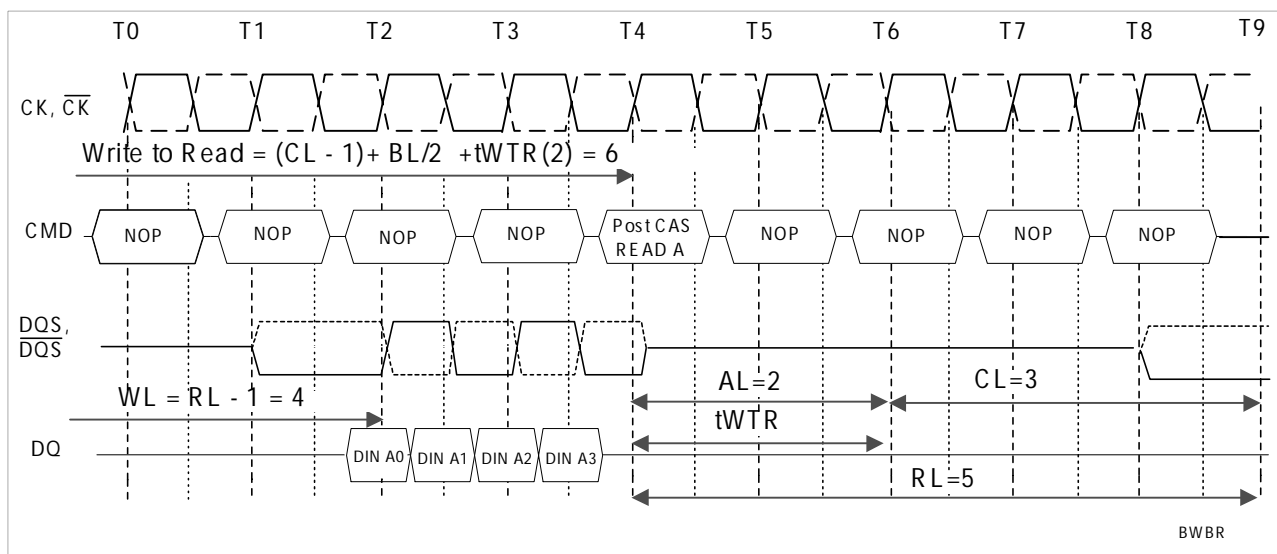 T0 T1 T2 T3 T4 T5 T6 T7 T8 T9
CK, CK
Write to Read = (CL - 1)+ BL/2 +tWTR(2) = 6
CMD NOP NOP NOP NOP Post CAS READ A NOP NOP NOP NOP
DQS,
DQS
AL=2 CL=3
WL = RL - 1 = 4
tWTR
DQ DIN A0 DIN A1 DIN A2 DIN A3
RL=5
BWBR